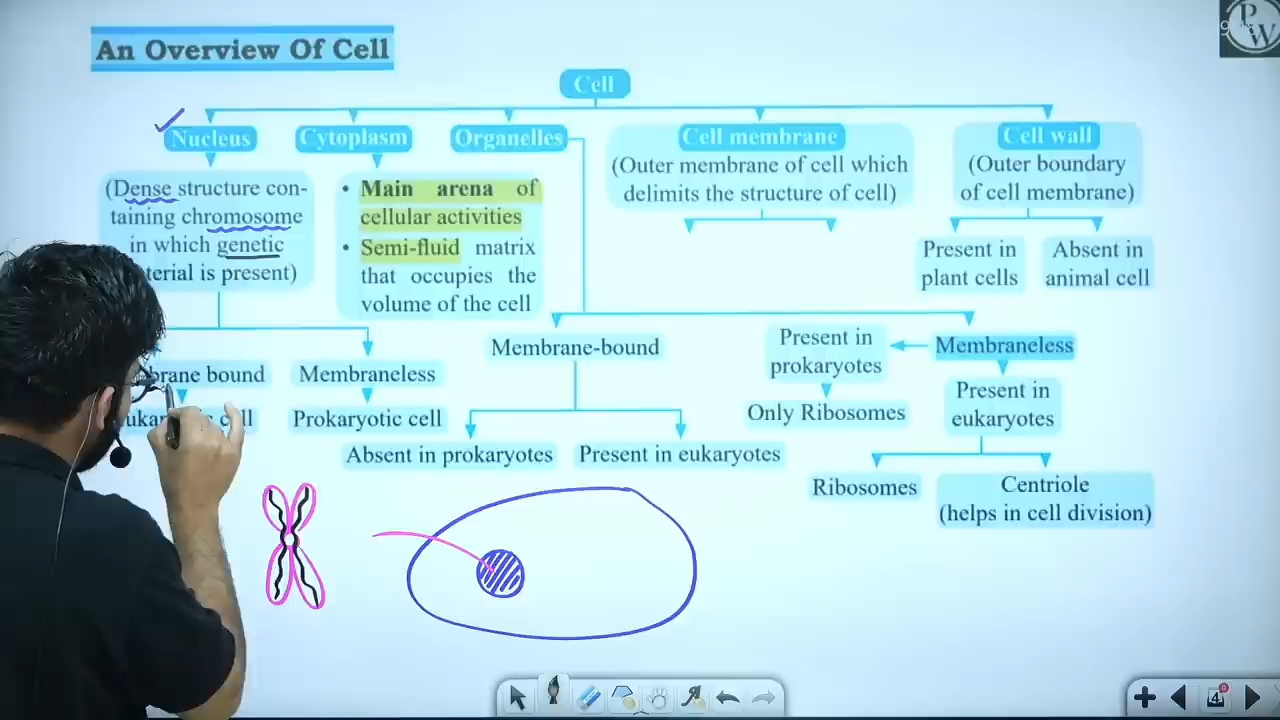 An Overview Of Cell
P
W
Cell
Nucleus
Cytoplasm
Organelles
Cell membrane
Cell wall
(Dense structure con-
taining chromosome
in which genetic
terial is present)
• Main arena of
cellular activities
• Semi-fluid matrix
that occupies the
volume of the cell
(Outer membrane of cell which
delimits the structure of cell)
(Outer boundary
of cell membrane)
Present in
plant cells
Absent in
animal cell
brane bound
Membraneless
cell
Prokaryotic cell
Membrane-bound
Absent in prokaryotes
Present in eukaryotes
Present in
prokaryotes
Only Ribosomes
Membraneless
Present in
eukaryotes
Ribosomes
Centriole
(helps in cell division)